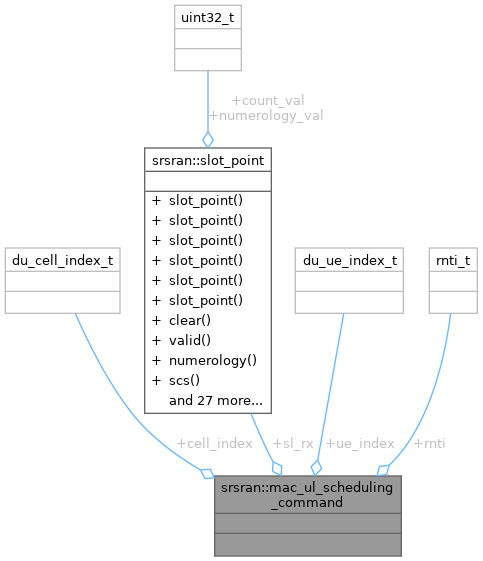 uint32_t
+count_val
+numerology_val
srsran::slot_point
+ slot_point()
+ slot_point()
+ slot_point()
+ slot_point()
+ slot_point()
+ slot_point()
+ clear()
+ valid()
+ numerology()
+ scs()
and 27 more...
du_cell_index_t
du_ue_index_t
rnti_t
+cell_index
+sl_rx
+ue_index
+rnti
srsran::mac_ul_scheduling
_command